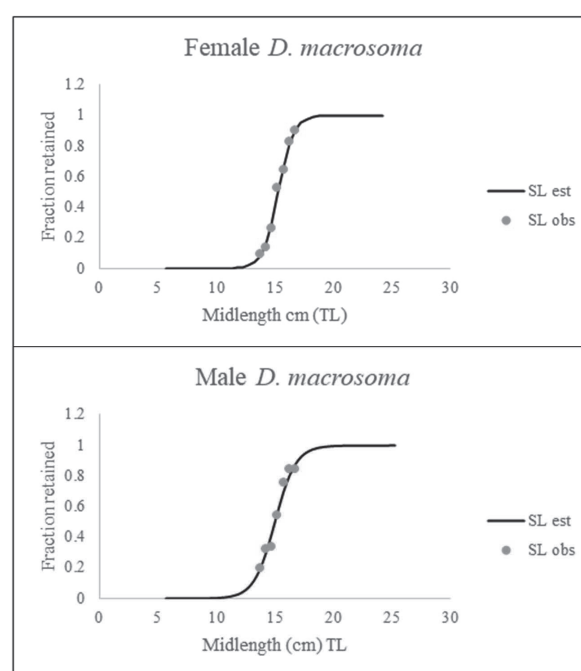 Female D. macrosoma
1.2
1
0.8
0.6
0.4
0.2
0
Fraction retained
0 5 10 15 20 25 30
Midlength cm (TL)
SL est
SL obs
Male D. macrosoma
1.2
1
0.8
0.6
0.4
0.2
0
Fraction retained
0 5 10 15 20 25 30
Midlength (cm) TL
SL est
SL obs